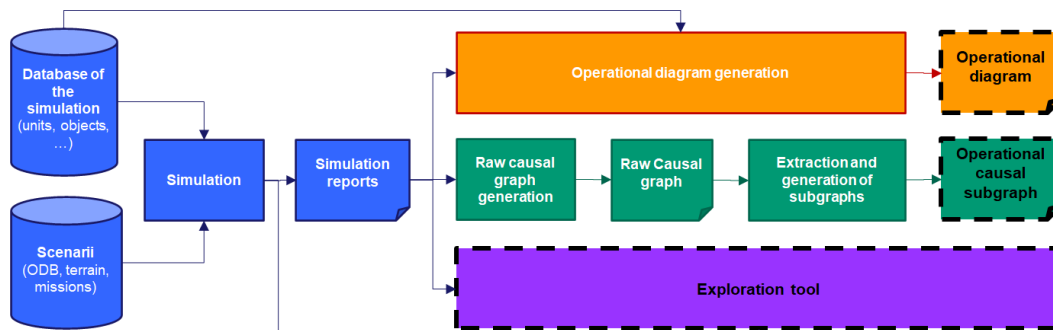 Database of
the
simulation
(units, objects,
…)
Scenarii
(ODB, terrain,
missions)
Simulation
Simulation
reports
Operational diagram generation
Operational
diagram
Raw causal
graph
generation
Raw Causal
graph
Extraction and
generation of
subgraphs
Operational
causal
subgraph
Exploration tool